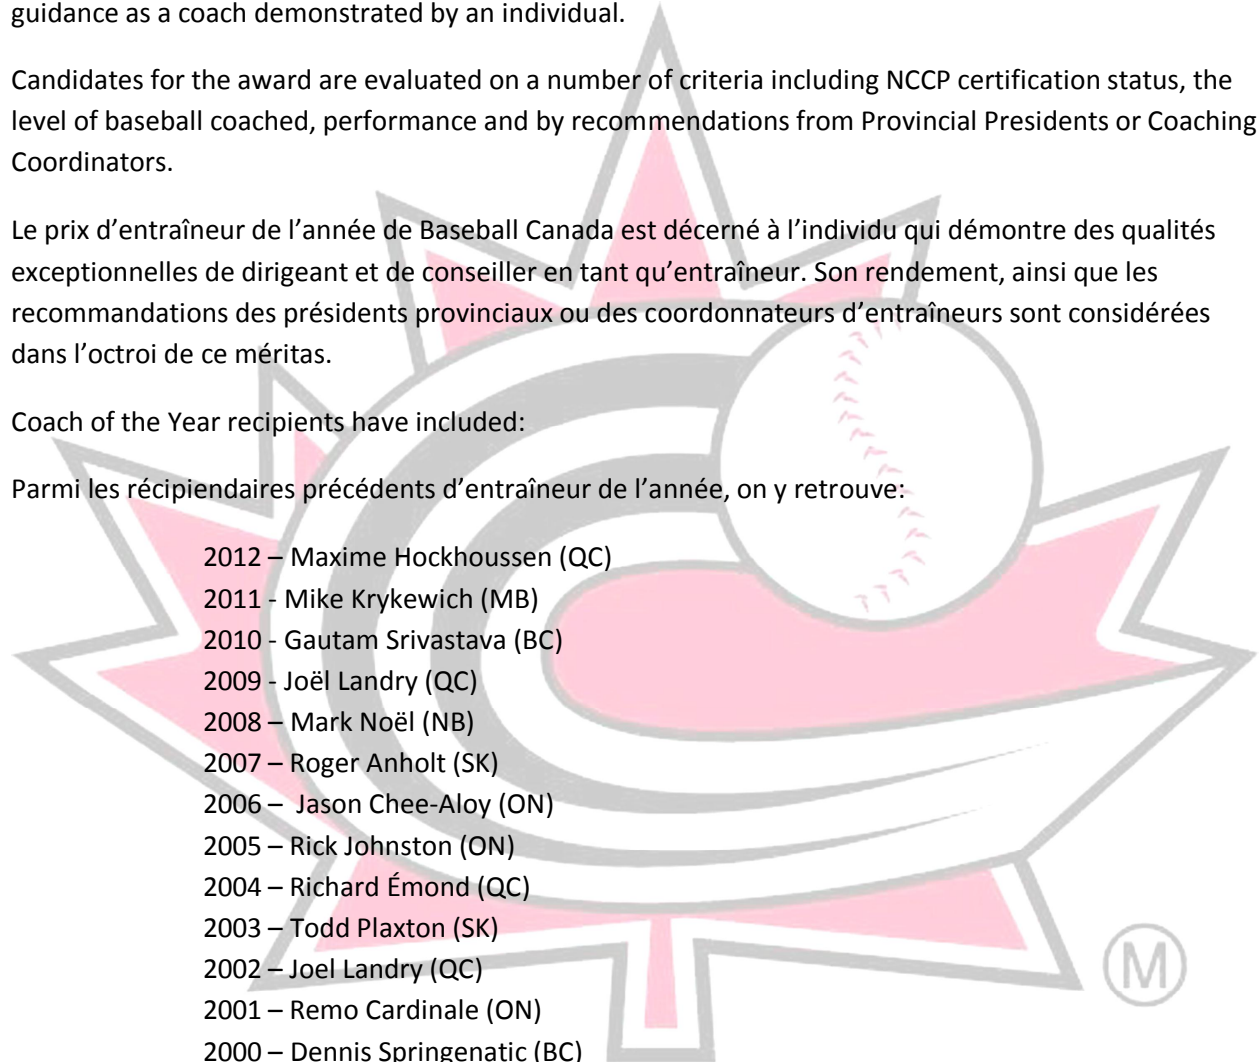 guidance as a coach demonstrated by an individual.
Candidates for the award are evaluated on a number of criteria including NCCP certification status, the
level of baseball coached, performance and by recommendations from Provincial Presidents or Coaching
Coordinators.
Le prix d’entraîneur de l’année de Baseball Canada est décerné à l’individu qui démontre des qualités
exceptionnelles de dirigeant et de conseiller en tant qu’entraîneur. Son rendement, ainsi que les
recommandations des présidents provinciaux ou des coordonnateurs d’entraîneurs sont considérées
dans l’octroi de ce méritas.
Coach of the Year recipients have included:
Parmi les récipiendaires précédents d’entraîneur de l’année, on y retrouve:
2012 – Maxime Hockhoussen (QC)
2011 - Mike Krykewich (MB)
2010 - Gautam Srivastava (BC)
2009 - Joël Landry (QC)
2008 – Mark Noël (NB)
2007 – Roger Anholt (SK)
2006 –  Jason Chee-Aloy (ON)
2005 – Rick Johnston (ON)
2004 – Richard Émond (QC)
2003 – Todd Plaxton (SK)
2002 – Joel Landry (QC)
2001 – Remo Cardinale (ON)
2000 – Dennis Springenatic (BC)
M